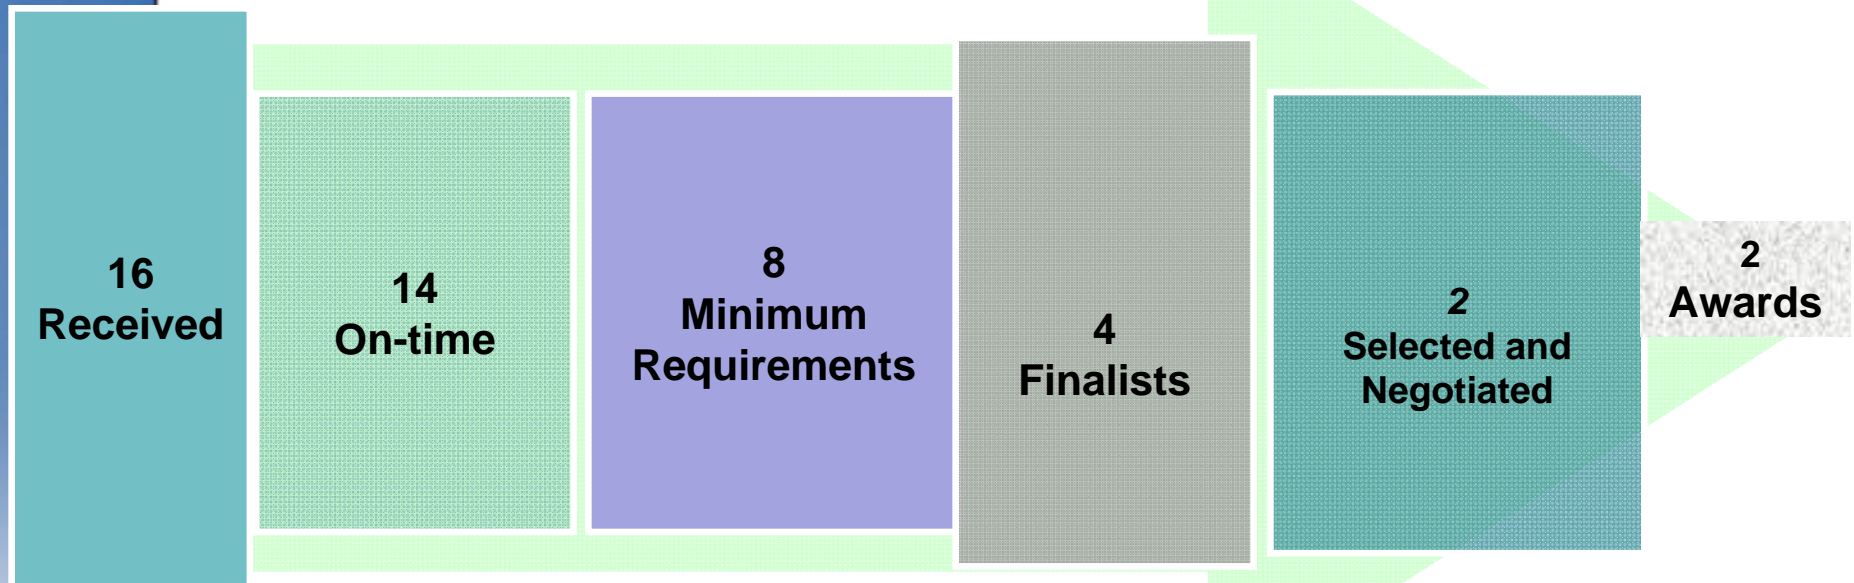 16
Received
14
On-time
8
Minimum
Requirements
4
Finalists
2
Selected and
Negotiated
2
Awards